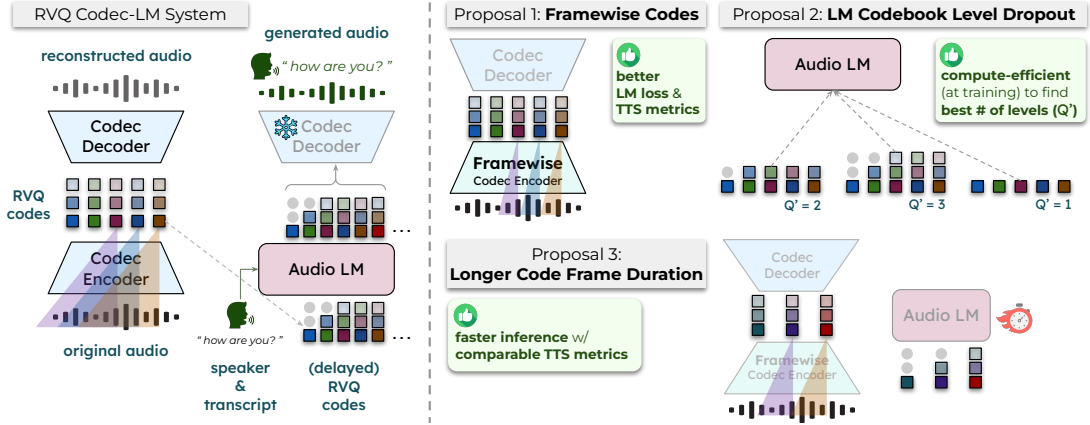 RVQ Codec-LM System
reconstructed audio
Codec
Decoder
RVQ
codes
Codec
Encoder
original audio
generated audio
“ how are you? ”
Codec
Decoder
...
Audio LM
“how are you? ”
...
speaker
&
transcript
(delayed)
RVQ
codes
Proposal 1: Framewise Codes
Codec
Decoder
Framewise
Codec Encoder
better
LM loss &
TTS metrics
Proposal 2: LM Codebook Level Dropout
Audio LM
compute-efficient
(at training) to find
best # of levels (Q’)
Q’ = 2
Q’ = 3
Q’ = 1
Proposal 3:
Longer Code Frame Duration
faster inference w/
comparable TTS metrics
Codec
Decoder
Framewise
Codec Encoder
Audio LM